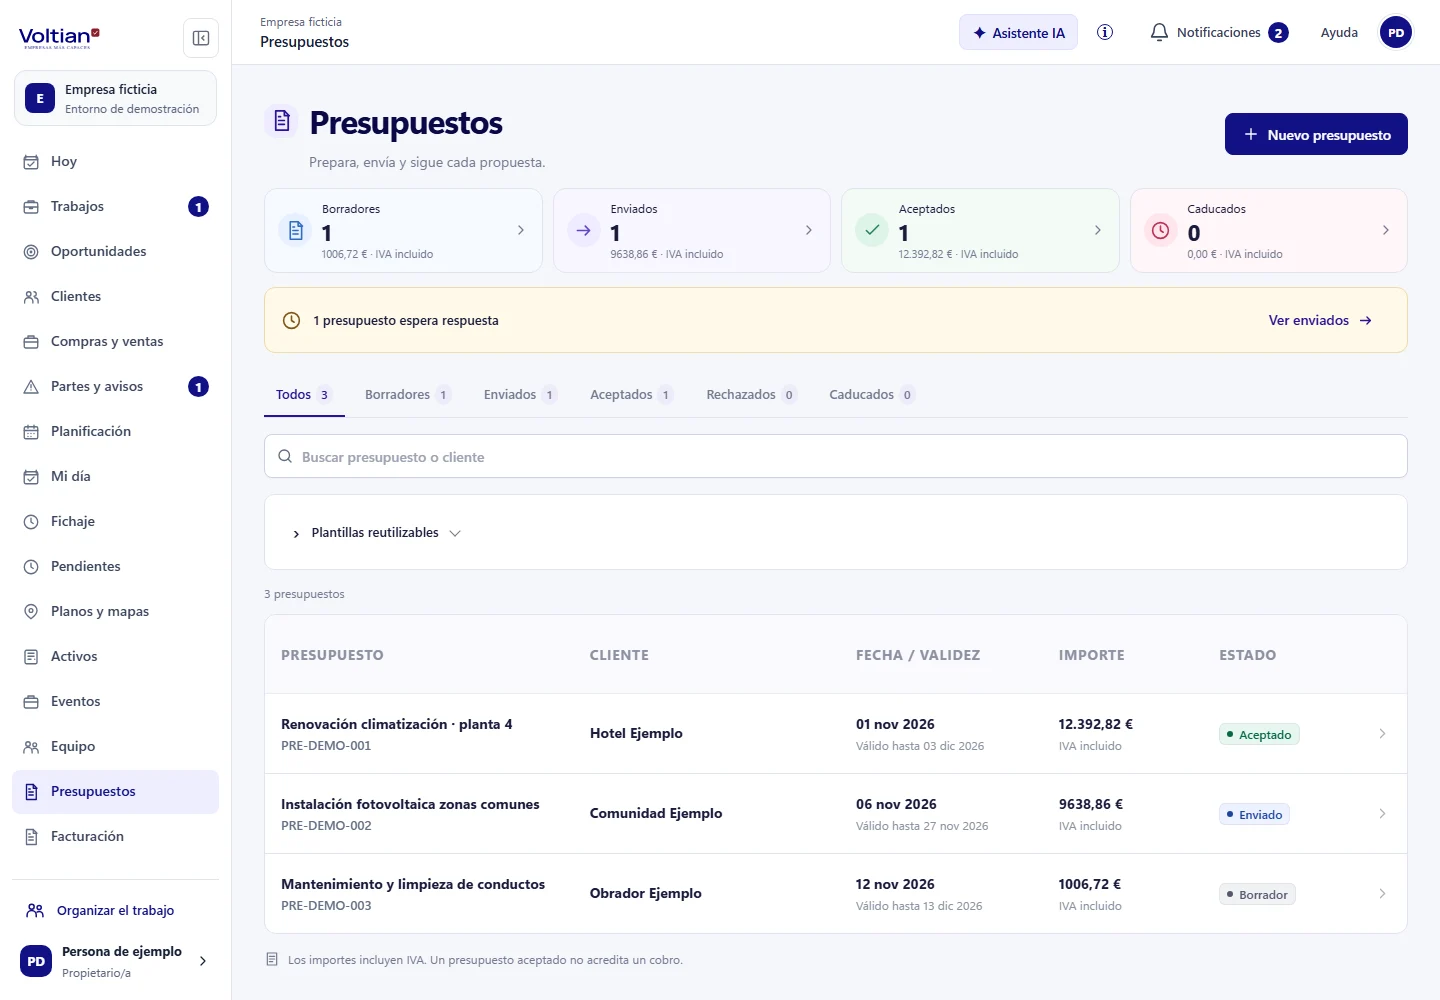 Voltian
EMPRESAS MÁS CAPACES
E
Empresa ficticia
Entorno de demostración
Hoy
Trabajos 1
Oportunidades
Clientes
Compras y ventas
Partes y avisos 1
Planificación
Mi día
Fichaje
Pendientes
Planos y mapas
Activos
Eventos
Equipo
Presupuestos
Facturación
Organizar el trabajo
PD
Persona de ejemplo
Propietario/a
Empresa ficticia
Presupuestos
Asistente IA
Notificaciones 2
Ayuda
PD
Presupuestos
Prepara, envía y sigue cada propuesta.
Nuevo presupuesto
Borradores
1
1006,72 € · IVA incluido
Enviados
1
9638,86 € · IVA incluido
Aceptados
1
12.392,82 € · IVA incluido
Caducados
0
0,00 € · IVA incluido
1 presupuesto espera respuesta
Ver enviados
Todos 3
Borradores 1
Enviados 1
Aceptados 1
Rechazados 0
Caducados 0
Buscar presupuesto o cliente
Plantillas reutilizables
3 presupuestos
PRESUPUESTO CLIENTE FECHA / VALIDEZ IMPORTE ESTADO
Renovación climatización · planta 4
PRE-DEMO-001
Hotel Ejemplo
01 nov 2026
Válido hasta 03 dic 2026
12.392,82 €
IVA incluido
Aceptado
Instalación fotovoltaica zonas comunes
PRE-DEMO-002
Comunidad Ejemplo
06 nov 2026
Válido hasta 27 nov 2026
9638,86 €
IVA incluido
Enviado
Mantenimiento y limpieza de conductos
PRE-DEMO-003
Obrador Ejemplo
12 nov 2026
Válido hasta 13 dic 2026
1006,72 €
IVA incluido
Borrador
Los importes incluyen IVA. Un presupuesto aceptado no acredita un cobro.